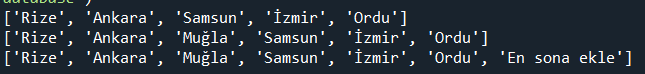 ['Rize', 'Ankara', 'Samsun', 'İzmir', 'Ordu']
['Rize', 'Ankara', 'Muğla', 'Samsun', 'İzmir', 'Ordu']
['Rize', 'Ankara', 'Muğla', 'Samsun', 'İzmir', 'Ordu', 'En sona ekle']